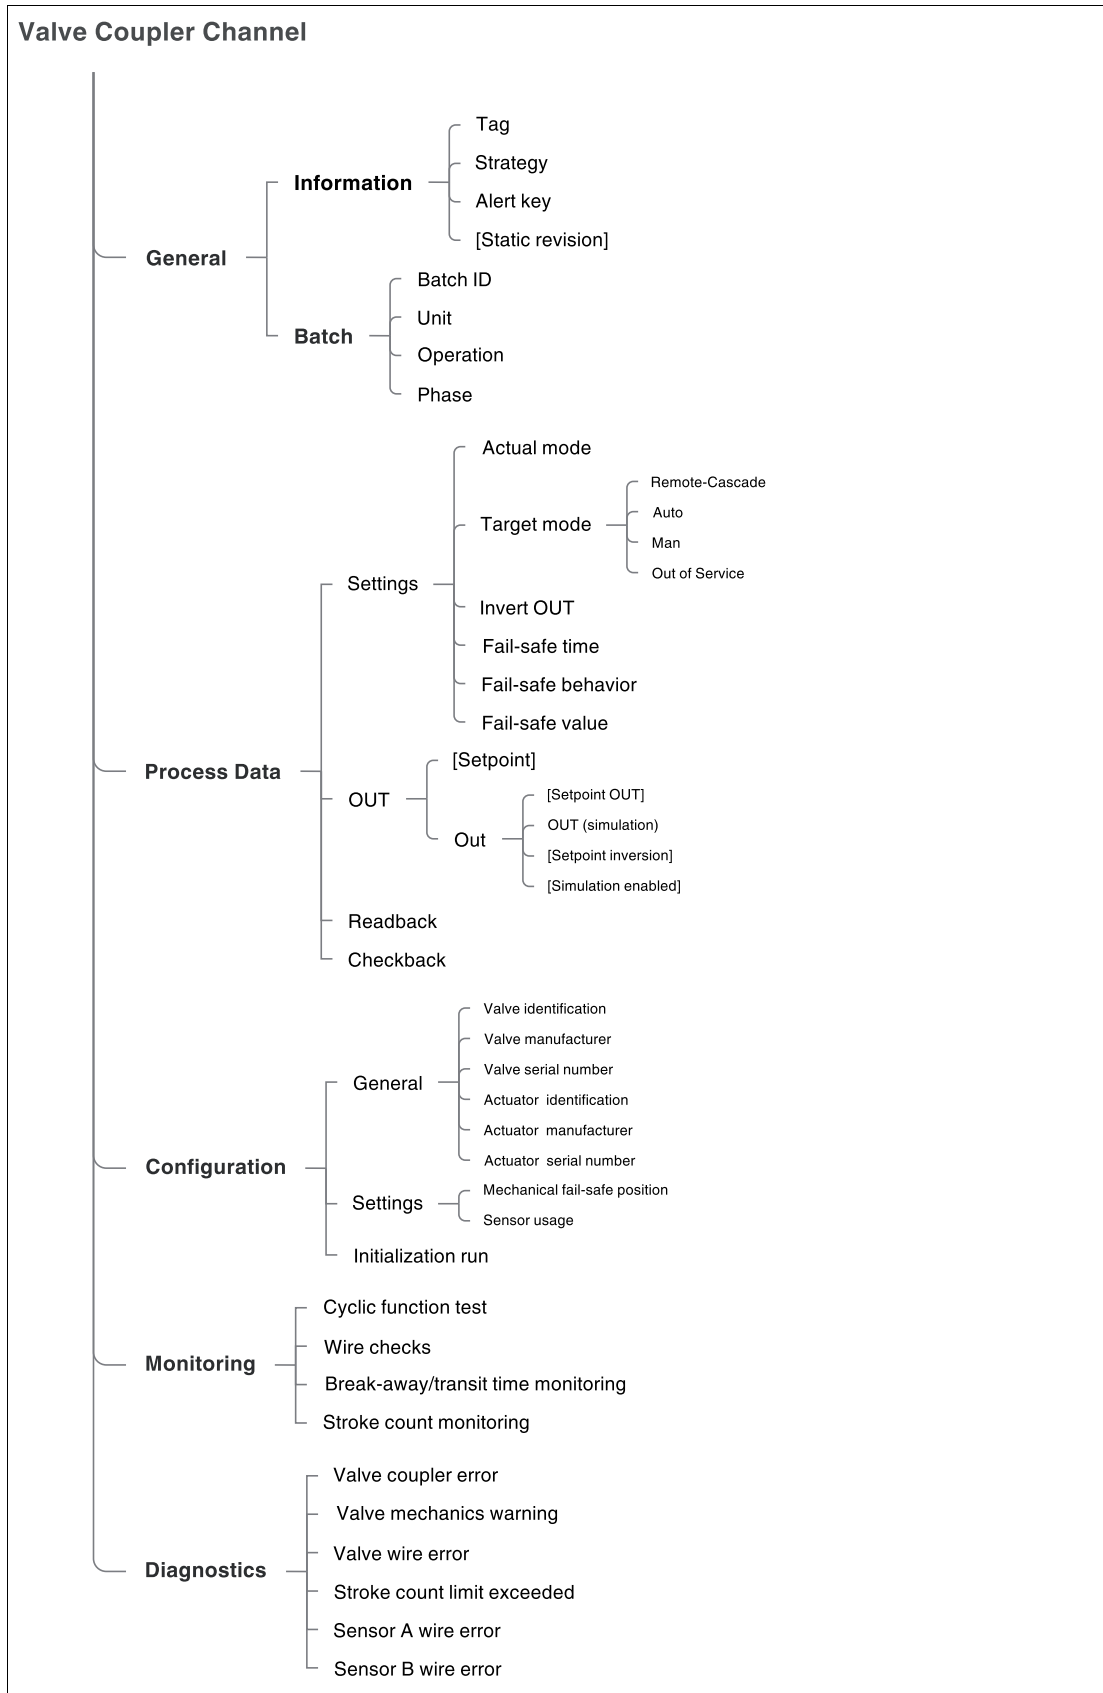 Valve Coupler Channel
General
Information
Tag
Strategy
Alert key
[Static revision]
Batch
Batch ID
Unit
Operation
Phase
Process Data
Settings
Actual mode
Target mode
Remote-Cascade
Auto
Man
Out of Service
Invert OUT
Fail-safe time
Fail-safe behavior
Fail-safe value
OUT
[Setpoint]
Out
[Setpoint OUT]
OUT (simulation)
[Setpoint inversion]
[Simulation enabled]
Readback
Checkback
Configuration
General
Valve identification
Valve manufacturer
Valve serial number
Actuator identification
Actuator manufacturer
Actuator serial number
Settings
Mechanical fail-safe position
Sensor usage
Initialization run
Monitoring
Cyclic function test
Wire checks
Break-away/transit time monitoring
Stroke count monitoring
Diagnostics
Valve coupler error
Valve mechanics warning
Valve wire error
Stroke count limit exceeded
Sensor A wire error
Sensor B wire error